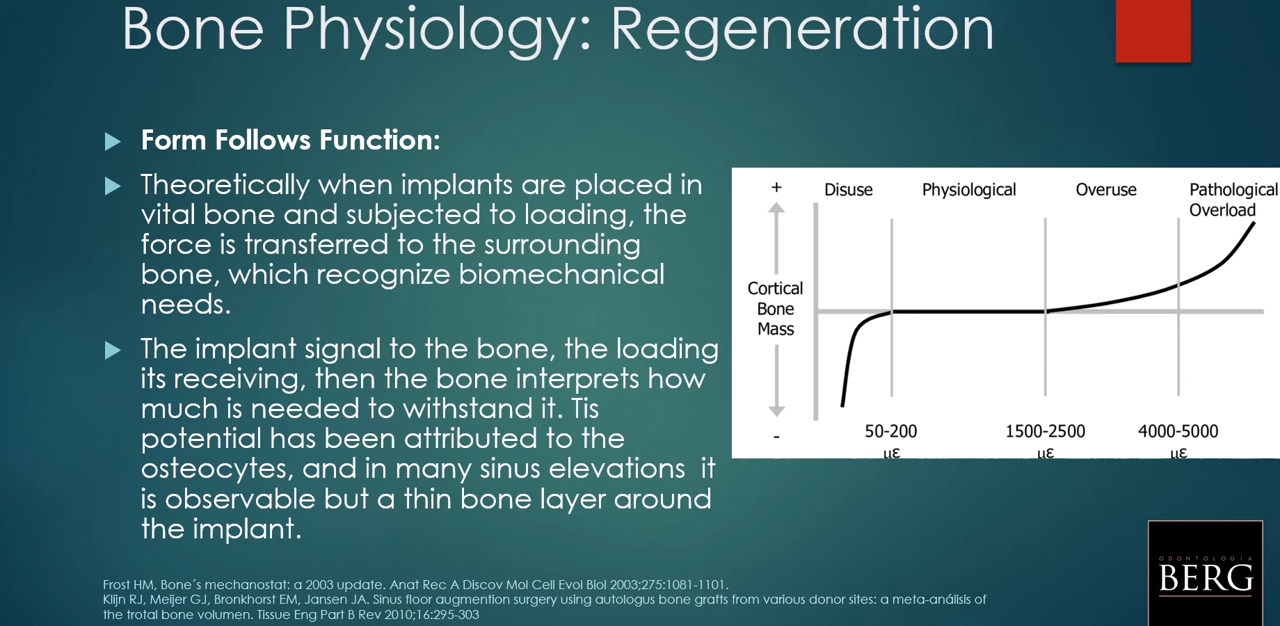 Bone Physiology: Regeneration
Form Follows Function:
Theoretically when implants are placed in
vital bone and subjected to loading, the
force is transferred to the surrounding
bone, which recognize biomechanical
needs.
The implant signal to the bone, the loading
its receiving, then the bone interprets how
much is needed to withstand it. Tis
potential has been attributed to the
osteocytes, and in many sinus elevations it
is observable but a thin bone layer around
the implant.
+ Disuse Physiological Overuse Pathological
Overload
Cortical
Bone
Mass
- 50-200 1500-2500 4000-5000
με με με
Frost HM, Bone´s mechanostat: a 2003 update. Anat Rec A Discov Mol Cell Evol Biol 2003;275:1081-1101.
Klijn RJ, Meijer GJ, Bronkhorst EM, Jansen JA. Sinus floor augmention surgery using autologus bone grafts from various donor sites: a meta-análisis of
the trotal bone volumen. Tissue Eng Part B Rev 2010;16:295-303
ODONTOLOGÍA
BERG